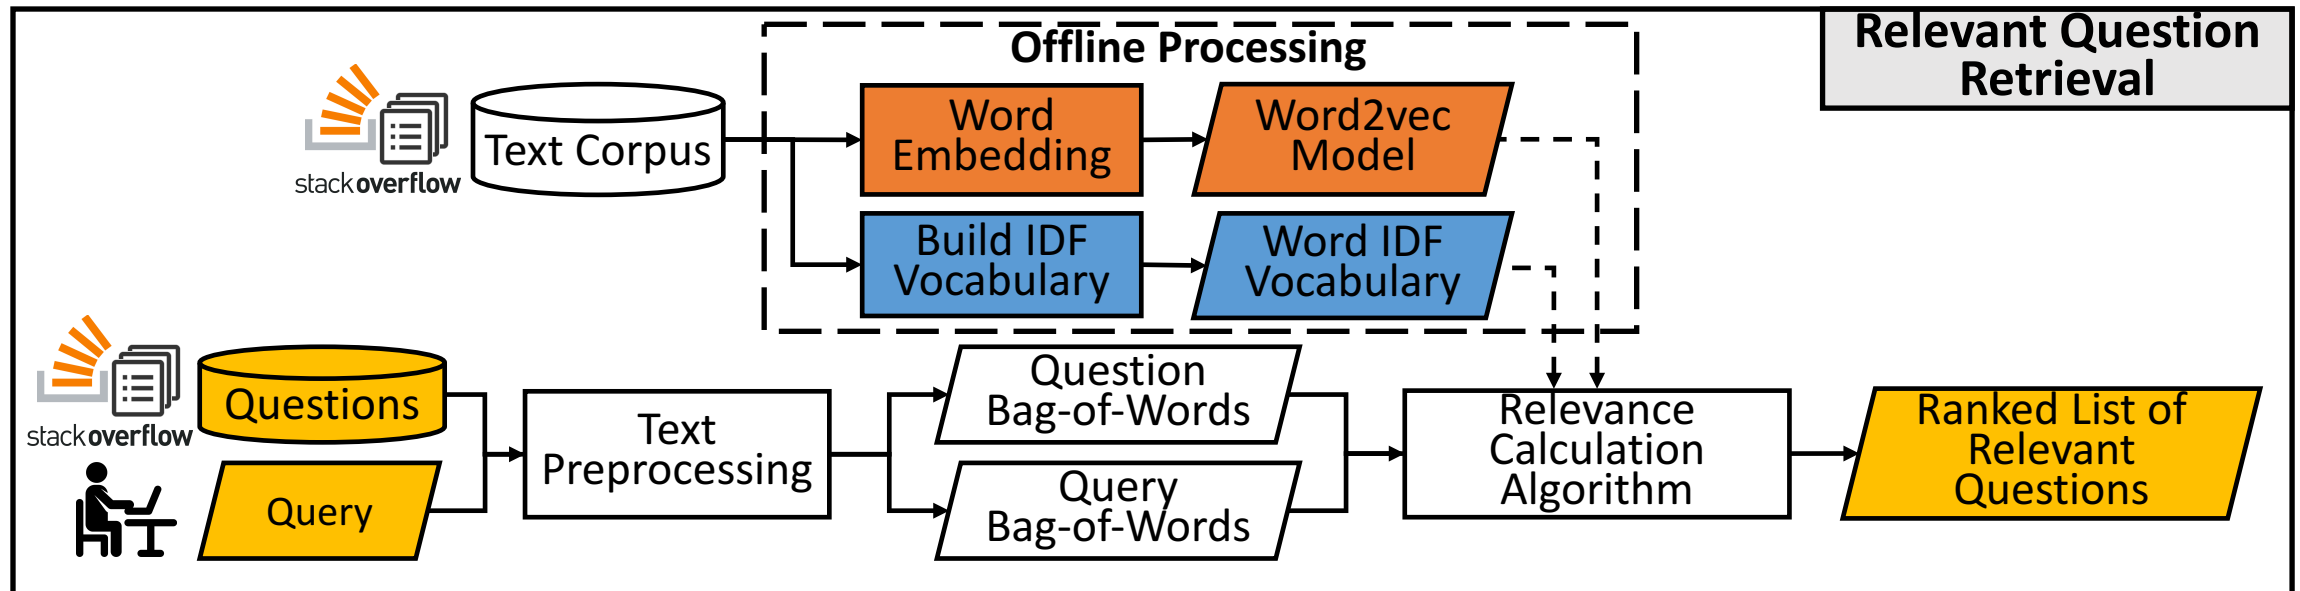 Relevant Question
Retrieval
Offline Processing
stackoverflow
Text Corpus
Word
Embedding
Word2vec
Model
Build IDF
Vocabulary
Word IDF
Vocabulary
stackoverflow
Questions
Query
Text
Preprocessing
Question
Bag-of-Words
Query
Bag-of-Words
Relevance
Calculation
Algorithm
Ranked List of
Relevant
Questions